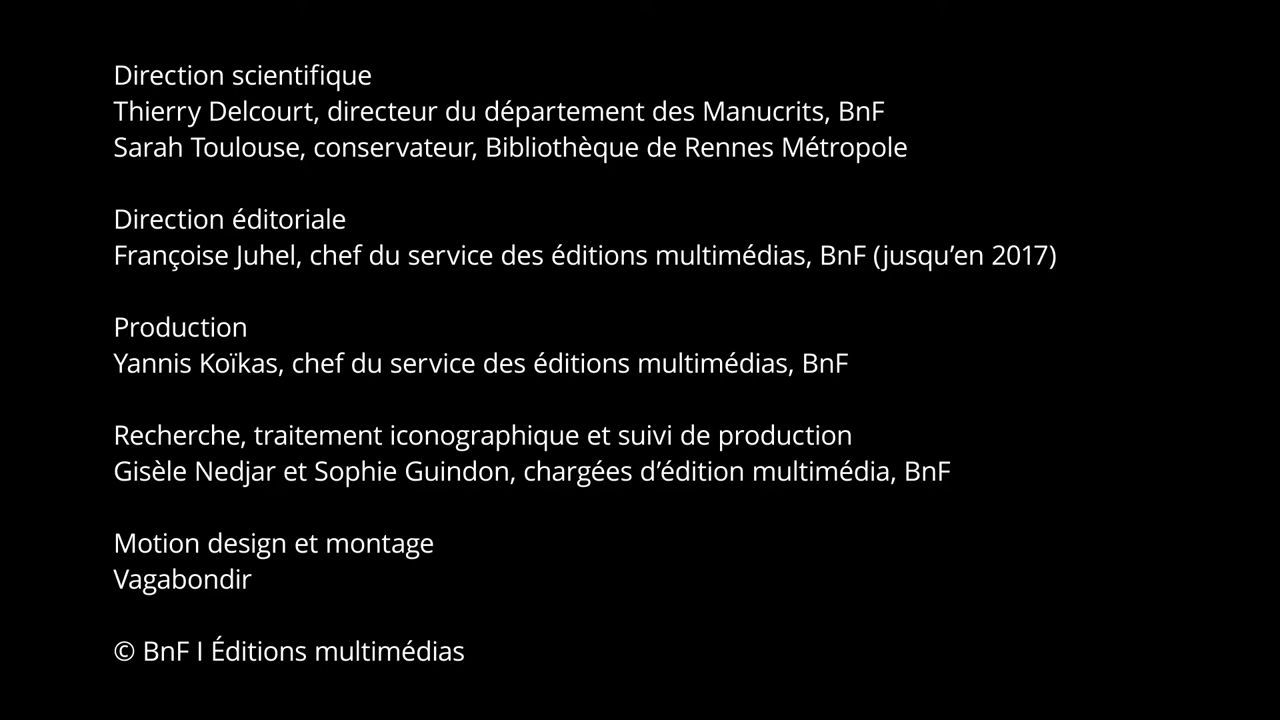 Direction scientifique
Thierry Delcourt, directeur du département des Manucrits, BnF
Sarah Toulouse, conservateur, Bibliothèque de Rennes Métropole
Direction éditoriale
Françoise Juhel, chef du service des éditions multimédias, BnF (jusqu’en 2017)
Production
Yannis Koïkas, chef du service des éditions multimédias, BnF
Recherche, traitement iconographique et suivi de production
Gisèle Nedjar et Sophie Guindon, chargées d’édition multimédia, BnF
Motion design et montage
Vagabondir
© BnF I Éditions multimédias